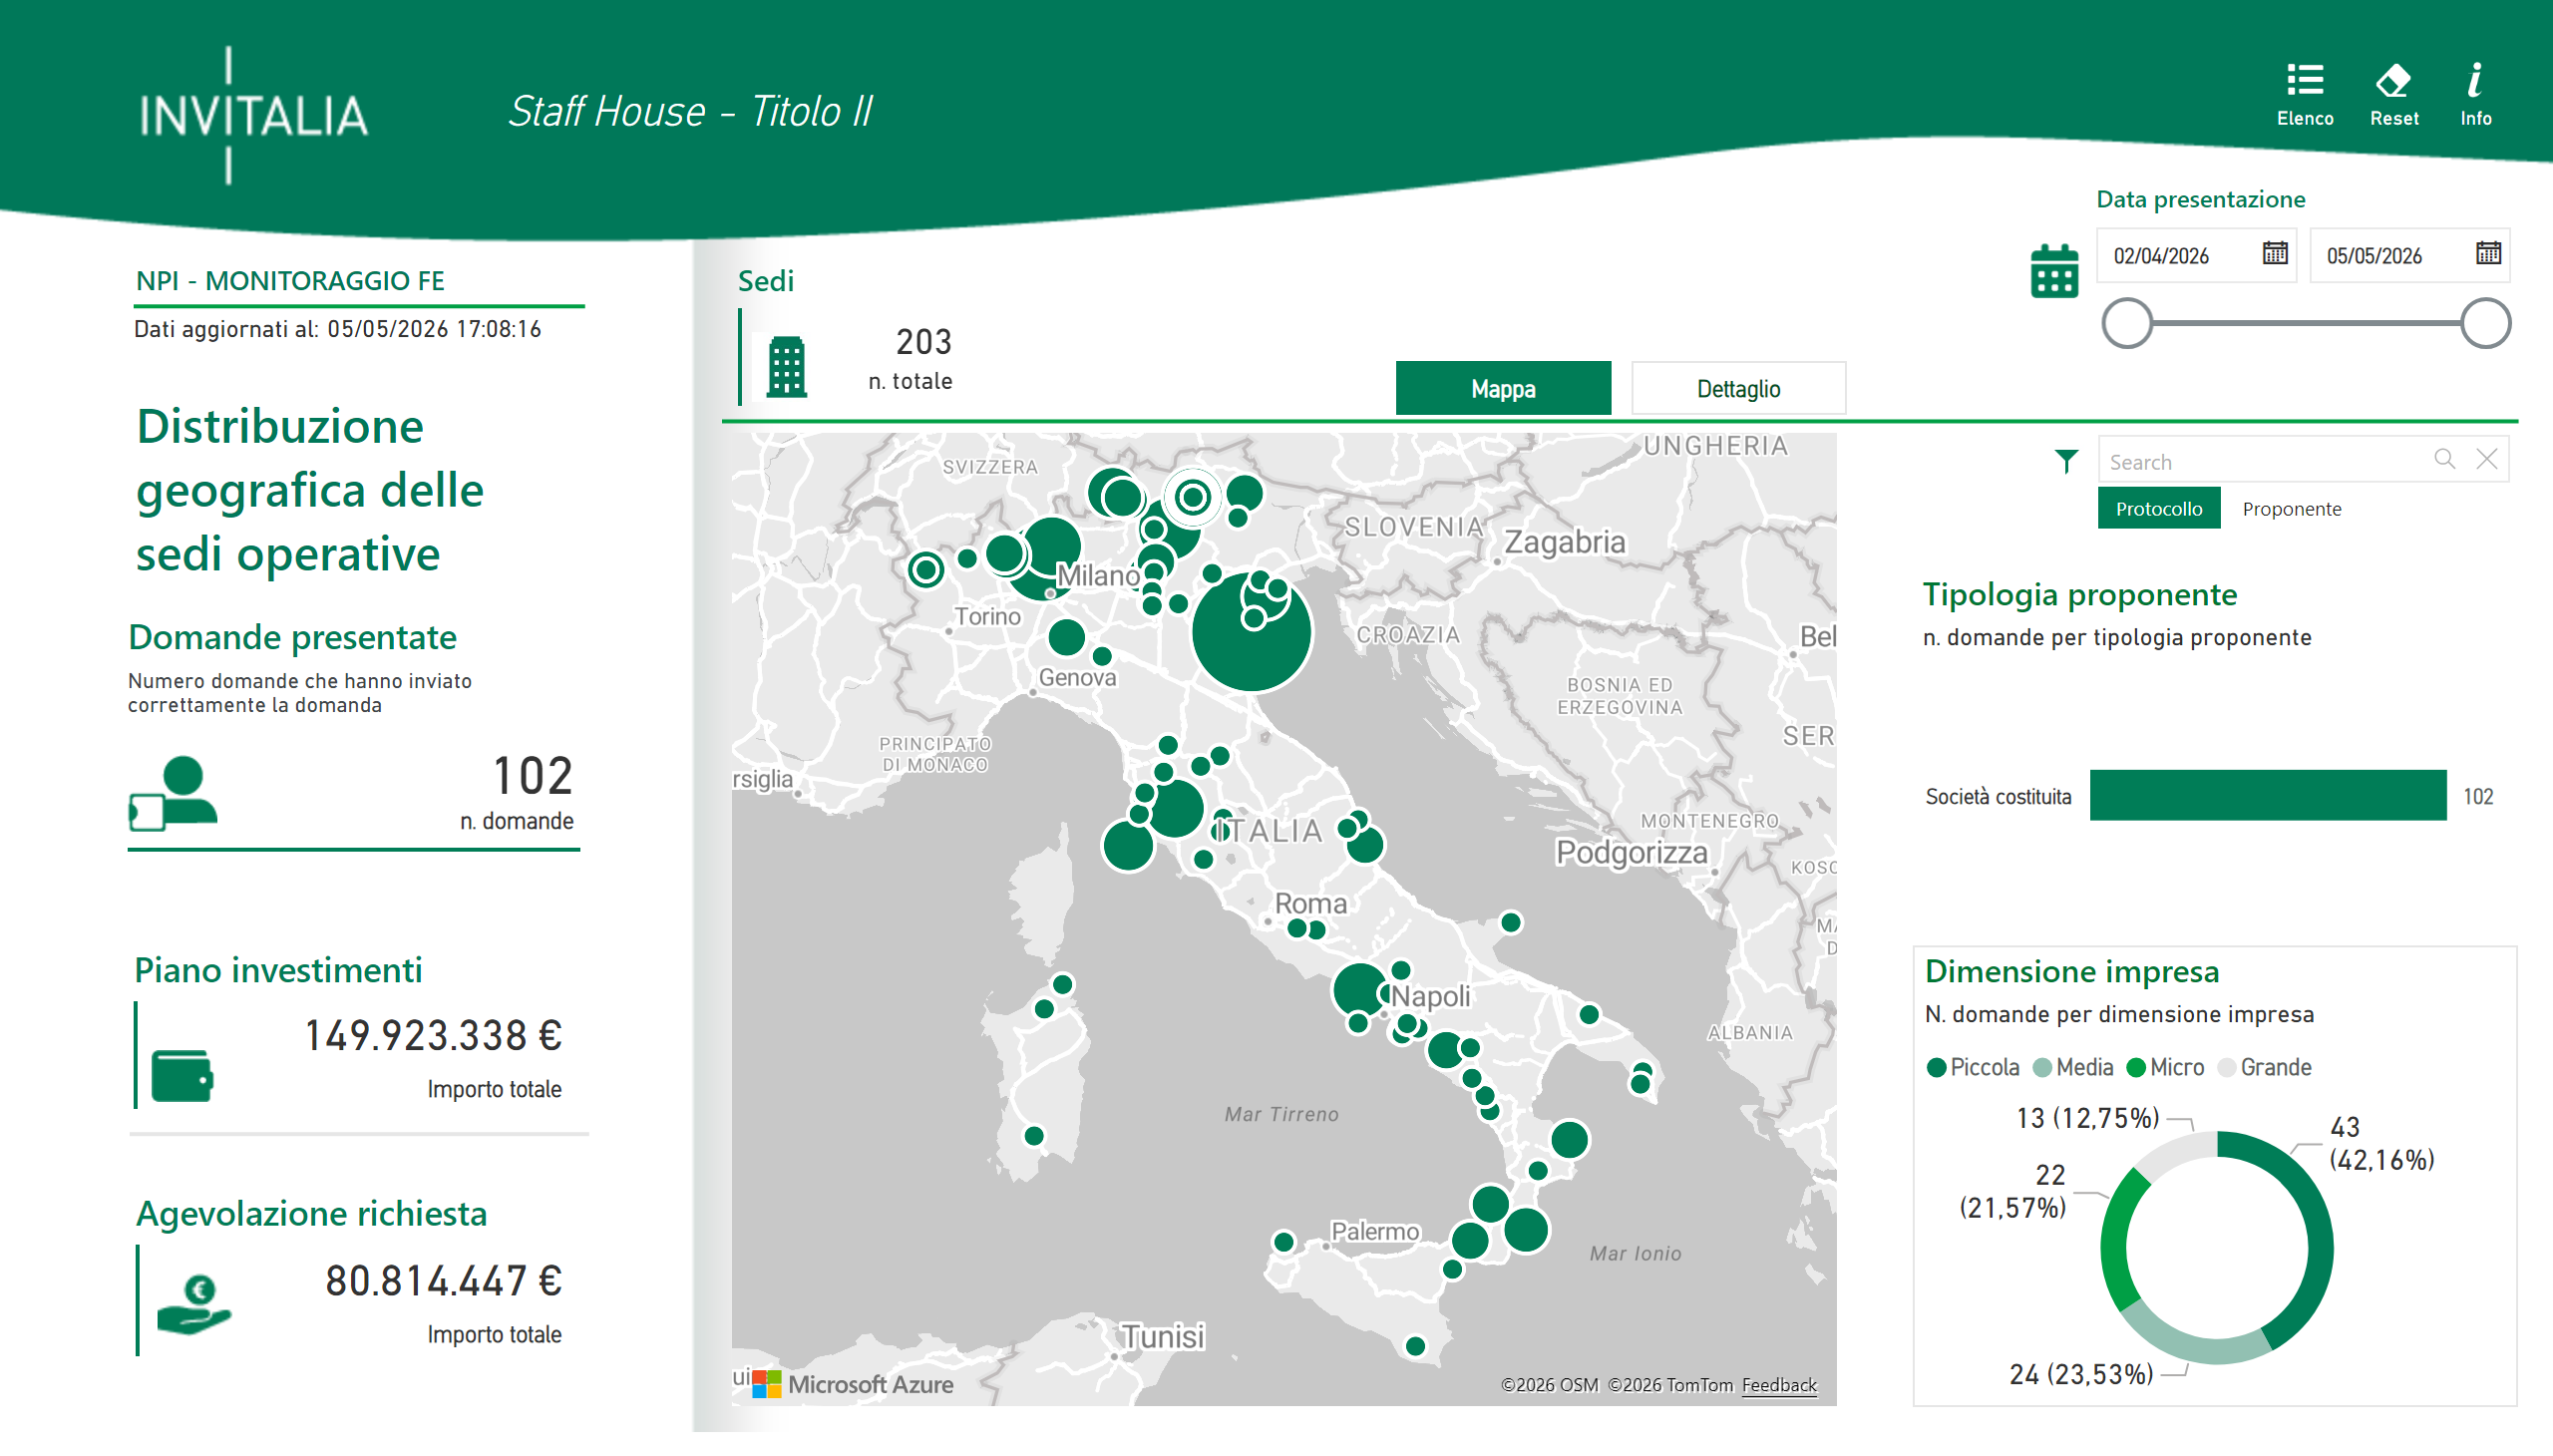 INVITALIA
Staff House - Titolo II
Elenco
Reset
Info
Data presentazione
02/04/2026
05/05/2026
NPI - MONITORAGGIO FE
Dati aggiornati al: 05/05/2026 17:08:16
Distribuzione
geografica delle
sedi operative
Domande presentate
Numero domande che hanno inviato
correttamente la domanda
102
n. domande
Piano investimenti
149.923.338 €
Importo totale
Agevolazione richiesta
80.814.447 €
Importo totale
Sedi
203
n. totale
Mappa
Dettaglio
UNGHERIA
SVIZZERA
SLOVENIA
Zagabria
Milano
Torino
CROAZIA
Bel
Genova
BOSNIA ED
ERZEGOVINA
SER
PRINCIPATO
DI MONACO
rsiglia
ITALIA
MONTENEGRO
Podgorizza
KOSC
Roma
MA
D
Napoli
ALBANIA
Mar Tirreno
Palermo
Mar Ionio
Tunisi
ui
Microsoft Azure
©2026 OSM ©2026 TomTom Feedback
Search
Protocollo
Proponente
Tipologia proponente
n. domande per tipologia proponente
Società costituita
102
Dimensione impresa
N. domande per dimensione impresa
Piccola Media Micro Grande
13 (12,75%)
43
(42,16%)
22
(21,57%)
24 (23,53%)